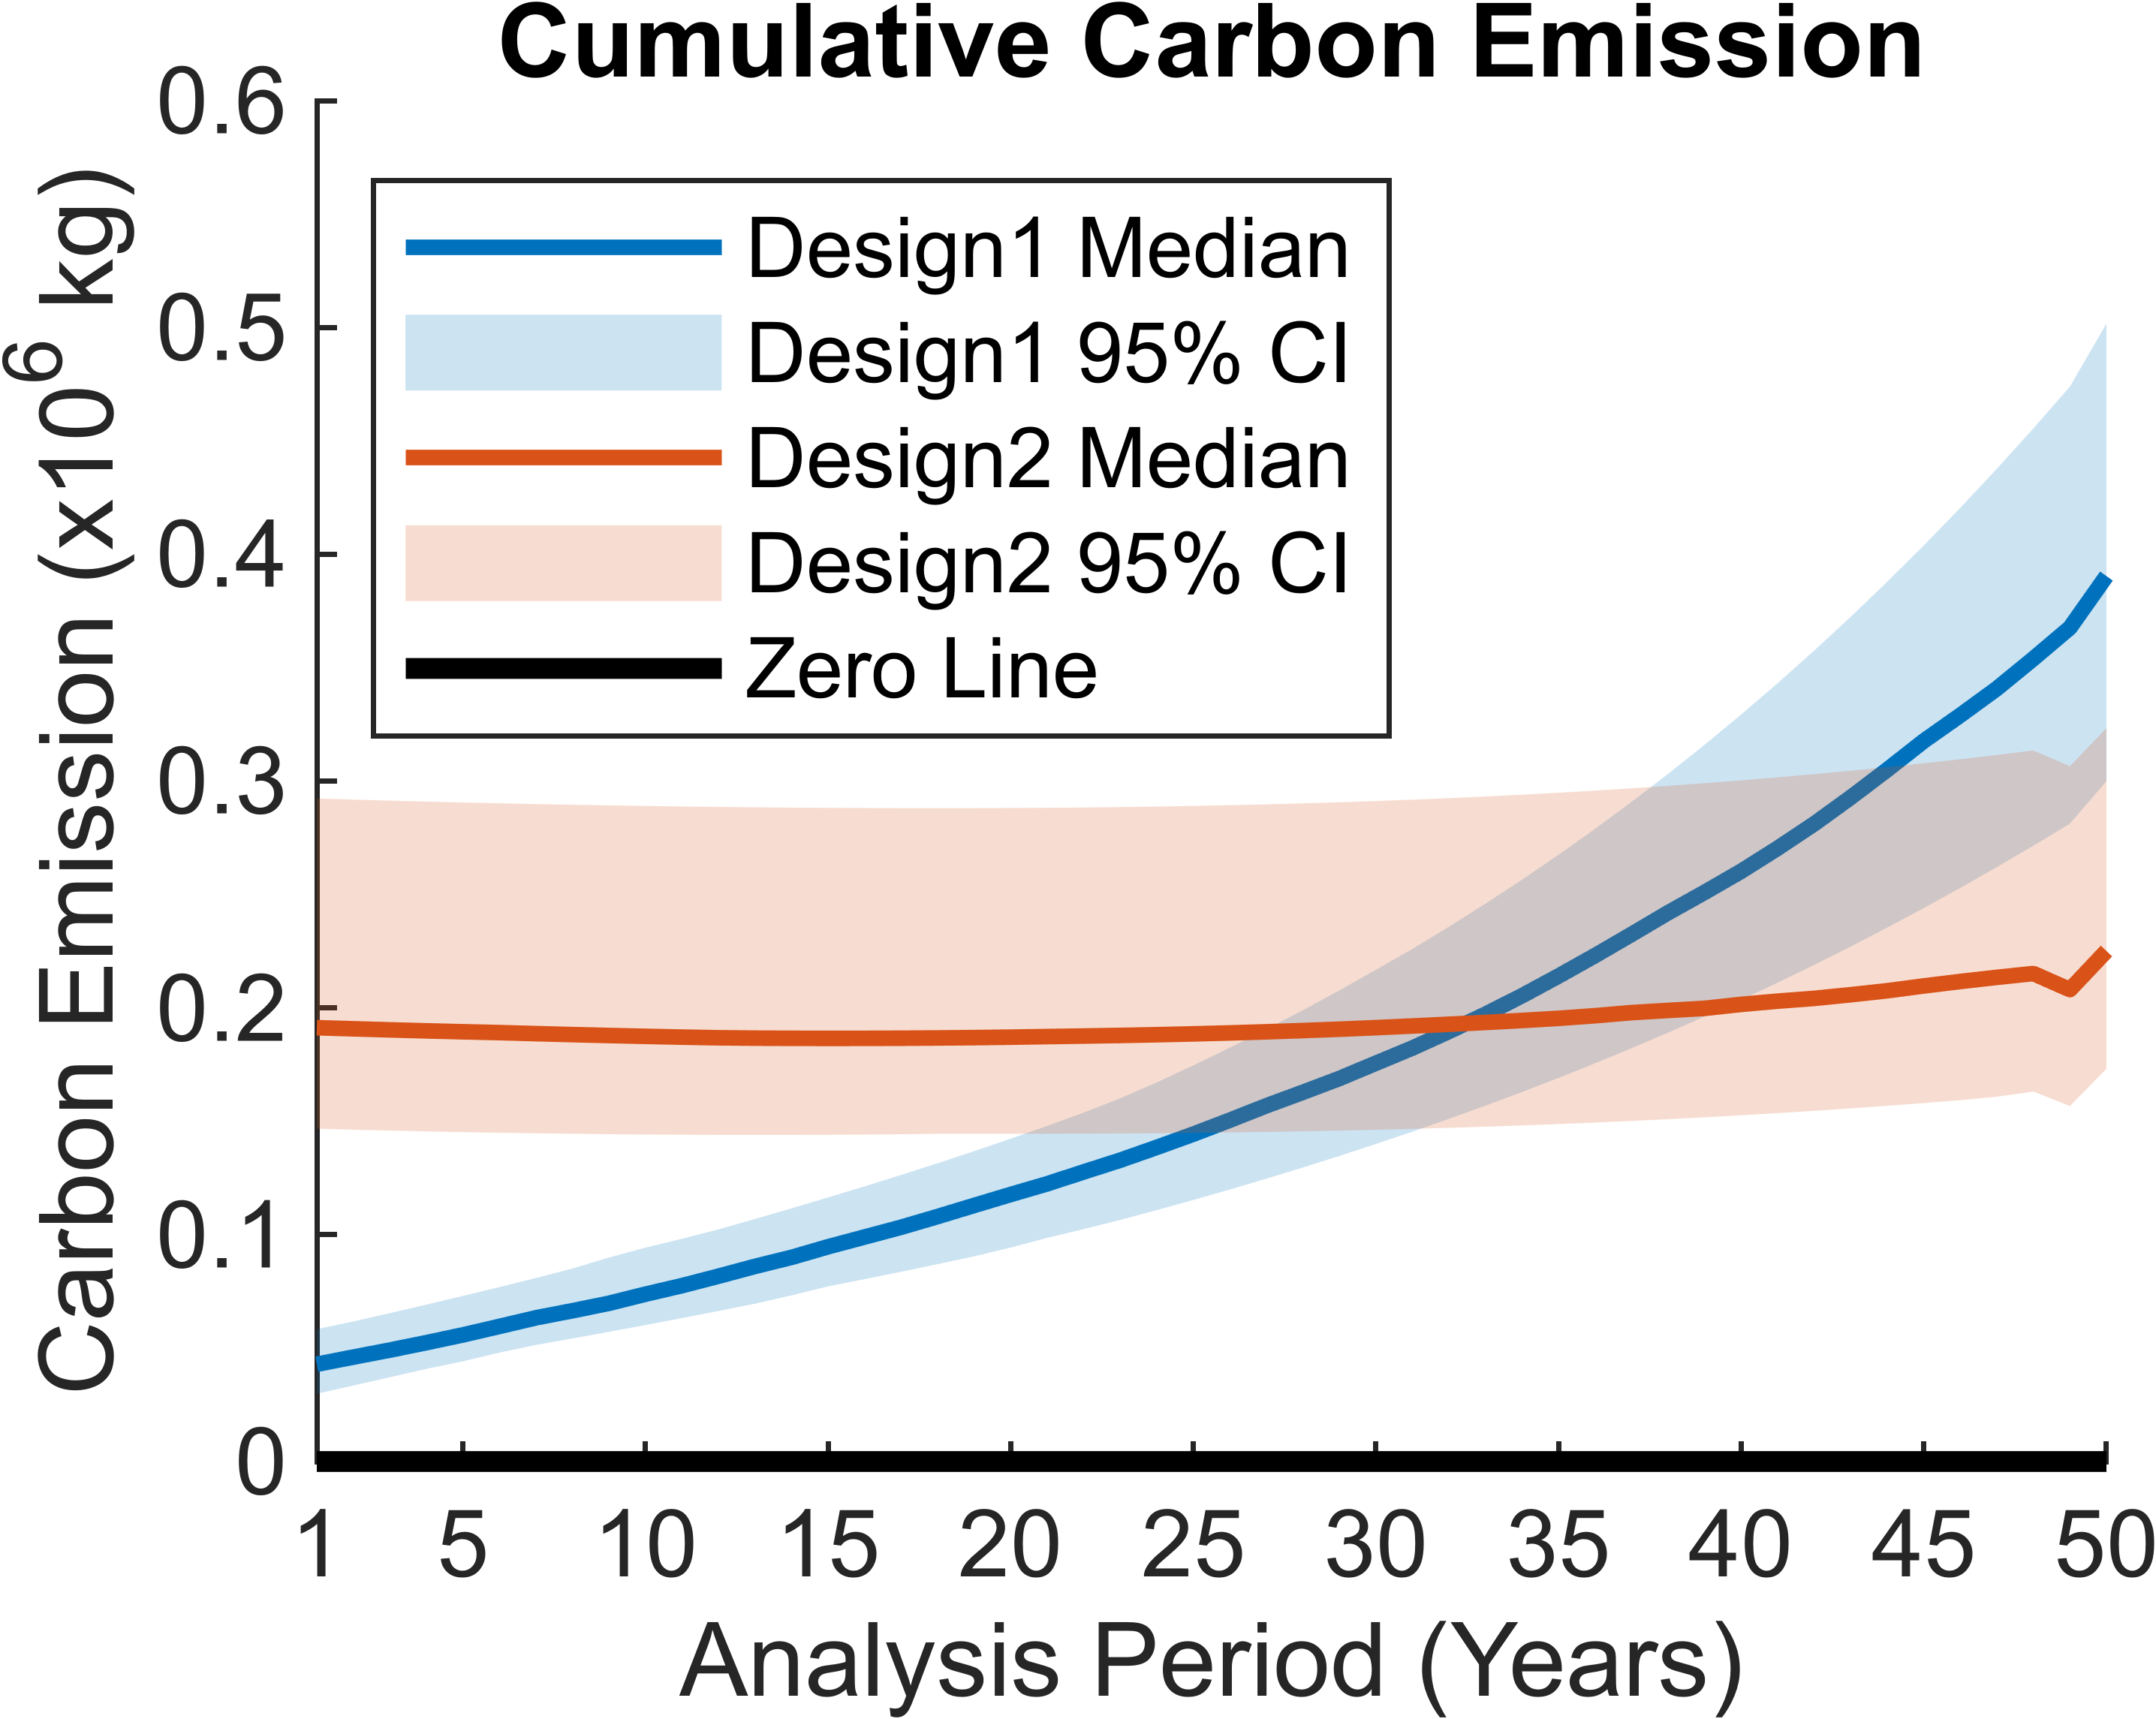 Cumulative Carbon Emission
Carbon Emission (x10⁶ kg)
0.6
0.5
0.4
0.3
0.2
0.1
0
Design1 Median
Design1 95% CI
Design2 Median
Design2 95% CI
Zero Line
1 5 10 15 20 25 30 35 40 45 50
Analysis Period (Years)